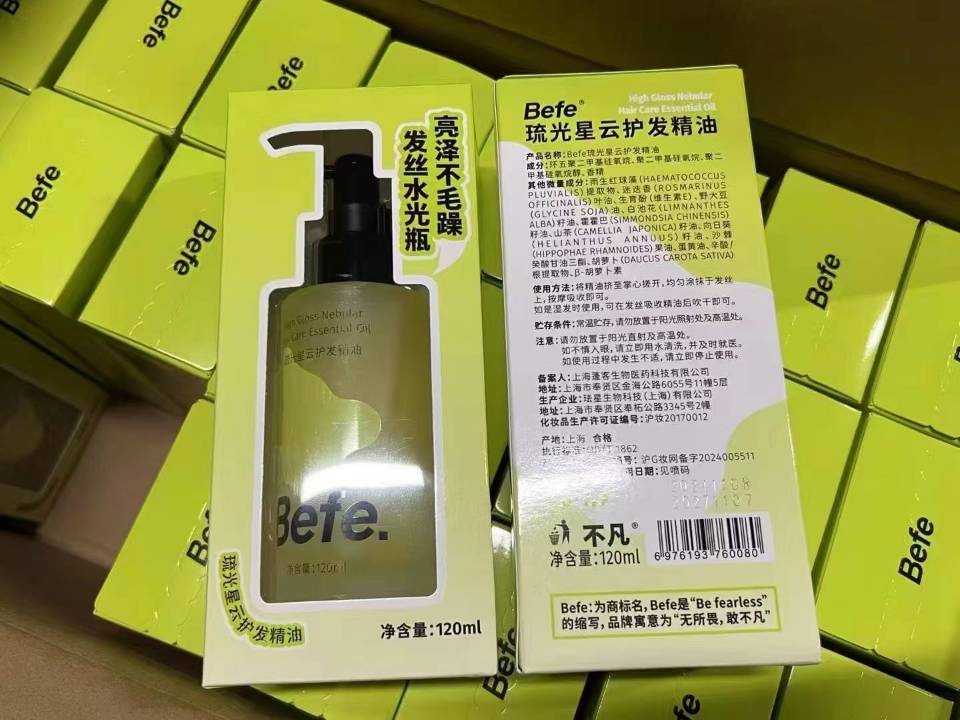 Befe
Befe
Befe
Befe
Befe
Befe
Befe
Befe
亮泽不毛躁
发丝水光瓶
High Gloss Nebular
Hair Care Essential Oil
琉光星云护发精油
Befe.
净含量:120ml
琉光星云护发精油
净含量:120ml
Befe®
High Gloss Nebular
Hair Care Essential Oil
琉光星云护发精油
产品名称:Befe琉光星云护发精油
成分:环五聚二甲基硅氧烷、聚二甲基硅氧烷、聚二
甲基硅氧烷醇、香精
其他微量成分:雨生红球藻(HAEMATOCOCCUS
PLUVIALIS)提取物、迷迭香(ROSMARINUS
OFFICINALIS)叶油、生育酚(维生素E)、野大豆
(GLYCINE SOJA)油、白池花(LIMNANTHES
ALBA)籽油、霍霍巴(SIMMONDSIA CHINENSIS)
籽油、山茶(CAMELLIA JAPONICA)籽油、向日葵
(HELIANTHUS ANNUUS)籽油、沙棘
(HIPPOPHAE RHAMNOIDES)果油、蛋黄油、辛酸/
癸酸甘油三酯、胡萝卜(DAUCUS CAROTA SATIVA)
根提取物、β-胡萝卜素
使用方法:将精油挤至掌心搓开,均匀涂抹于发丝
上,按摩吸收即可。
如是湿发时使用,可在发丝吸收精油后吹干即可。
贮存条件:常温贮存,请勿放置于阳光照射处及高温处。
注意:请勿放置于阳光直射及高温处。
如不慎入眼,请立即用水清洗,并及时就医。
如使用过程中发生不适,请立即停止使用。
备案人:上海蓬客生物医药科技有限公司
地址:上海市奉贤区金海公路6055号11幢5层
生产企业:珐星生物科技(上海)有限公司
地址:上海市奉贤区奉柘公路3345号2幢
化妆品生产许可证编号:沪妆20170012
产地:上海 合格
执行标准:QB/T 1862
号:沪G妆网备字2024005511
用日期:见喷码
20271107
不凡®
净含量:120ml
6976193760080
Befe:为商标名,Befe是“Be fearless”
的缩写,品牌寓意为“无所畏,敢不凡”